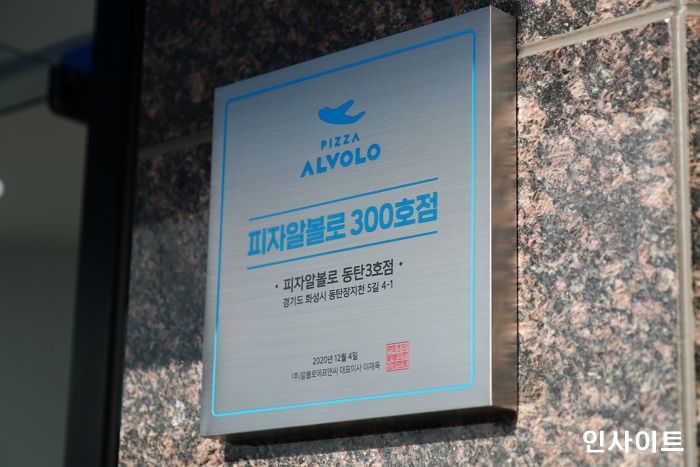 PIZZA
ALVOLO
피자알볼로 300호점
• 피자알볼로 동탄3호점 •
경기도 화성시 동탄장지천 5길 4-1
2020년 12월 4일
(주)알볼로에프앤씨 대표이사 이재욱
인사이트